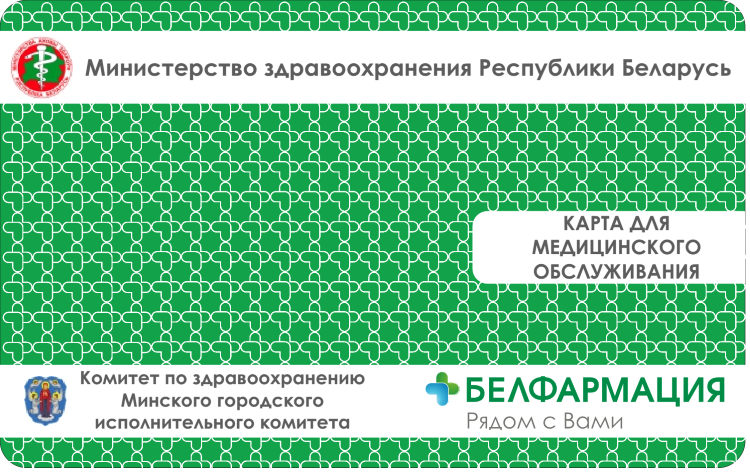 Министерство здравоохранения Республики Беларусь
КАРТА ДЛЯ
МЕДИЦИНСКОГО
ОБСЛУЖИВАНИЯ
Комитет по здравоохранению
Минского городского
исполнительного комитета
БЕЛФАРМАЦИЯ
Рядом с Вами